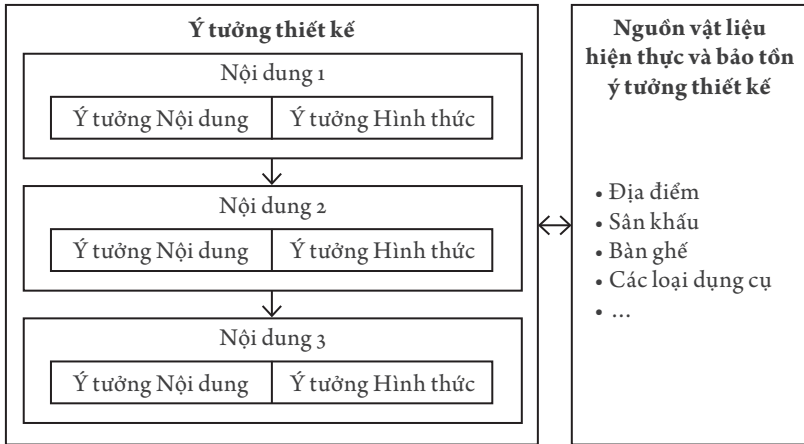 Ý tưởng thiết kế
Nội dung 1
Ý tưởng Nội dung
Ý tưởng Hình thức
Nội dung 2
Ý tưởng Nội dung
Ý tưởng Hình thức
Nội dung 3
Ý tưởng Nội dung
Ý tưởng Hình thức
Nguồn vật liệu
hiện thực và bảo tồn
ý tưởng thiết kế
• Địa điểm
• Sân khấu
• Bàn ghế
• Các loại dụng cụ
• ...